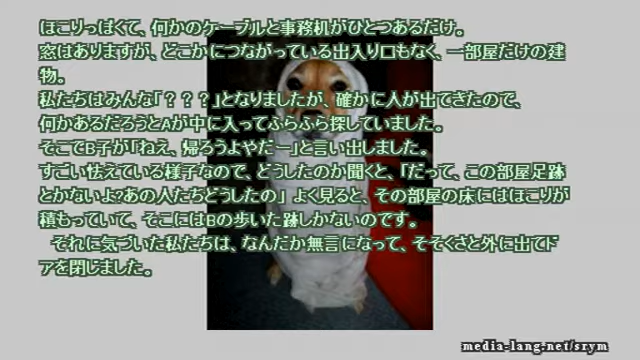 ほこりっぽくて、何かのケーブルと事務机がひとつあるだけ。
窓はありますが、どこかにつながっている出入り口もなく、一部屋だけの建
物。
私たちはみんな「？？？」となりましたが、確かに人が出てきたので、
何かあるだろうとAが中に入ってふらふら探していました。
そこでB子が「ねえ、帰ろうよやだー」と言い出しました。
すごい怯えている様子なので、どうしたのか聞くと、「だって、この部屋足跡
とかないよ?あの人たちどうしたの」 よく見ると、その部屋の床にはほこりが
積もっていて、そこにはBの歩いた跡しかないのです。
　それに気づいた私たちは、なんだか無言になって、そそくさと外に出てド
アを閉じました。
media-lang-net/srym